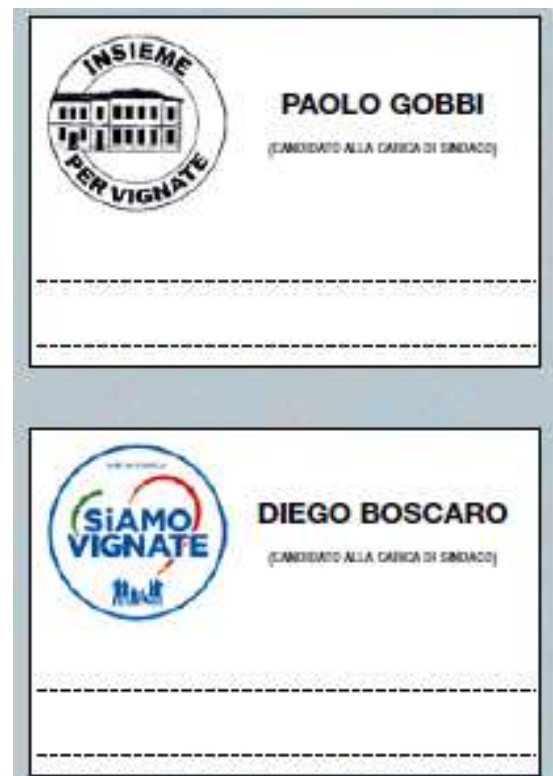 INSIEME
PER VIGNATE
PAOLO GOBBI
(CANDIDATO ALLA CARICA DI SINDACO)
SiAMO
VIGNATE
DIEGO BOSCARO
(CANDIDATO ALLA CARICA DI SINDACO)